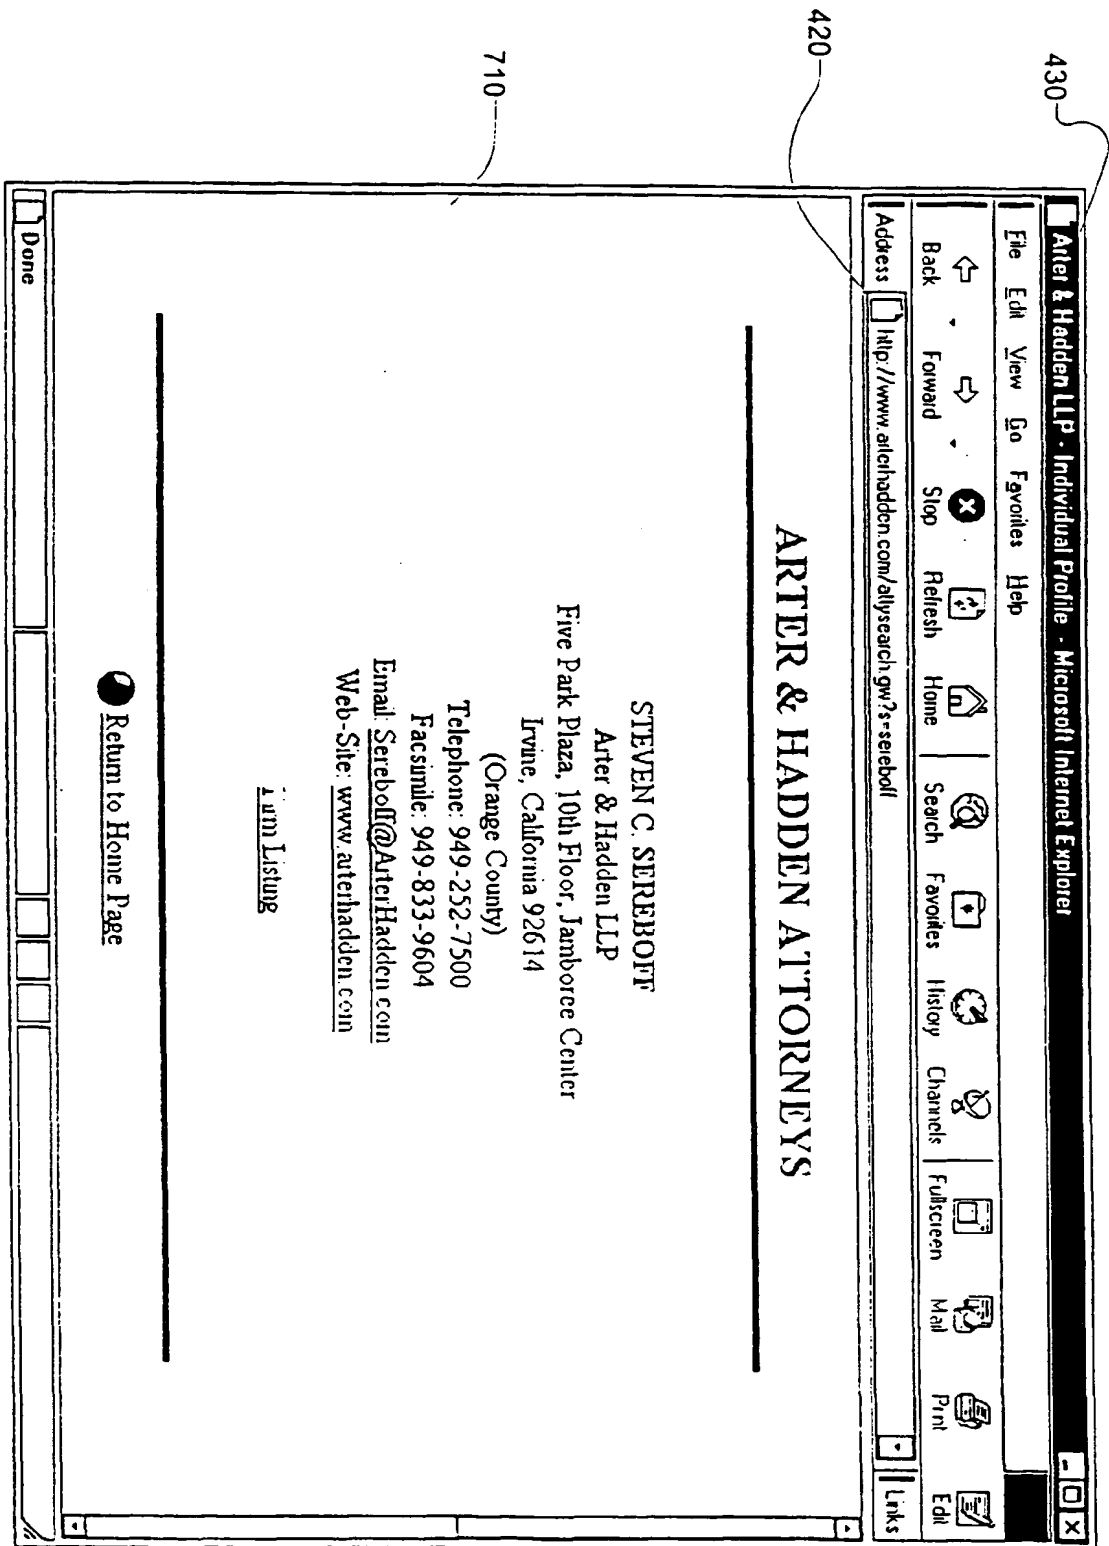 430
420
710
Arter & Hadden LLP - Individual Profile - Microsoft Internet Explorer
File Edit View Go Favorites Help
Back Forward Stop Refresh Home Search Favorites History Channels Fullscreen Mail Print Edit
Address http://www.arterhadden.com/attysearch.gw?s=sereboff Links
ARTER & HADDEN ATTORNEYS
STEVEN C. SEREBOFF
Arter & Hadden LLP
Five Park Plaza, 10th Floor, Jamboree Center
Irvine, California 92614
(Orange County)
Telephone: 949-252-7500
Facsimile: 949-833-9604
Email: Sereboff@ArterHadden.com
Web-Site: www.arterhadden.com
Firm Listing
Return to Home Page
Done